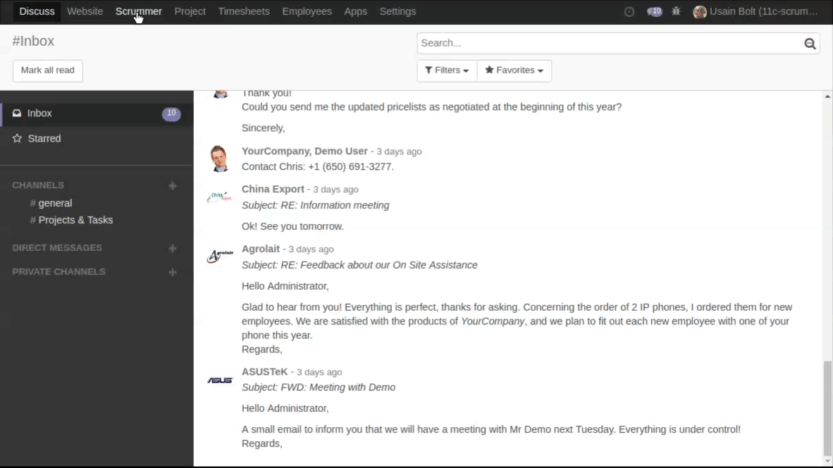 Discuss Website Scrummer Project Timesheets Employees Apps Settings 10 Usain Bolt (11c-scrum...
#Inbox
Search...
Mark all read
Filters Favorites
Inbox 10
Starred
CHANNELS
# general
# Projects & Tasks
DIRECT MESSAGES
PRIVATE CHANNELS
Thank you!
Could you send me the updated pricelists as negotiated at the beginning of this year?
Sincerely,
YourCompany, Demo User - 3 days ago
Contact Chris: +1 (650) 691-3277.
China Export - 3 days ago
Subject: RE: Information meeting
Ok! See you tomorrow.
Agrolait
Agrolait - 3 days ago
Subject: RE: Feedback about our On Site Assistance
Hello Administrator,
Glad to hear from you! Everything is perfect, thanks for asking. Concerning the order of 2 IP phones, I ordered them for new
employees. We are satisfied with the products of YourCompany, and we plan to fit out each new employee with one of your
phone this year.
Regards,
ASUS
ASUSTeK - 3 days ago
Subject: FWD: Meeting with Demo
Hello Administrator,
A small email to inform you that we will have a meeting with Mr Demo next Tuesday. Everything is under control!
Regards,